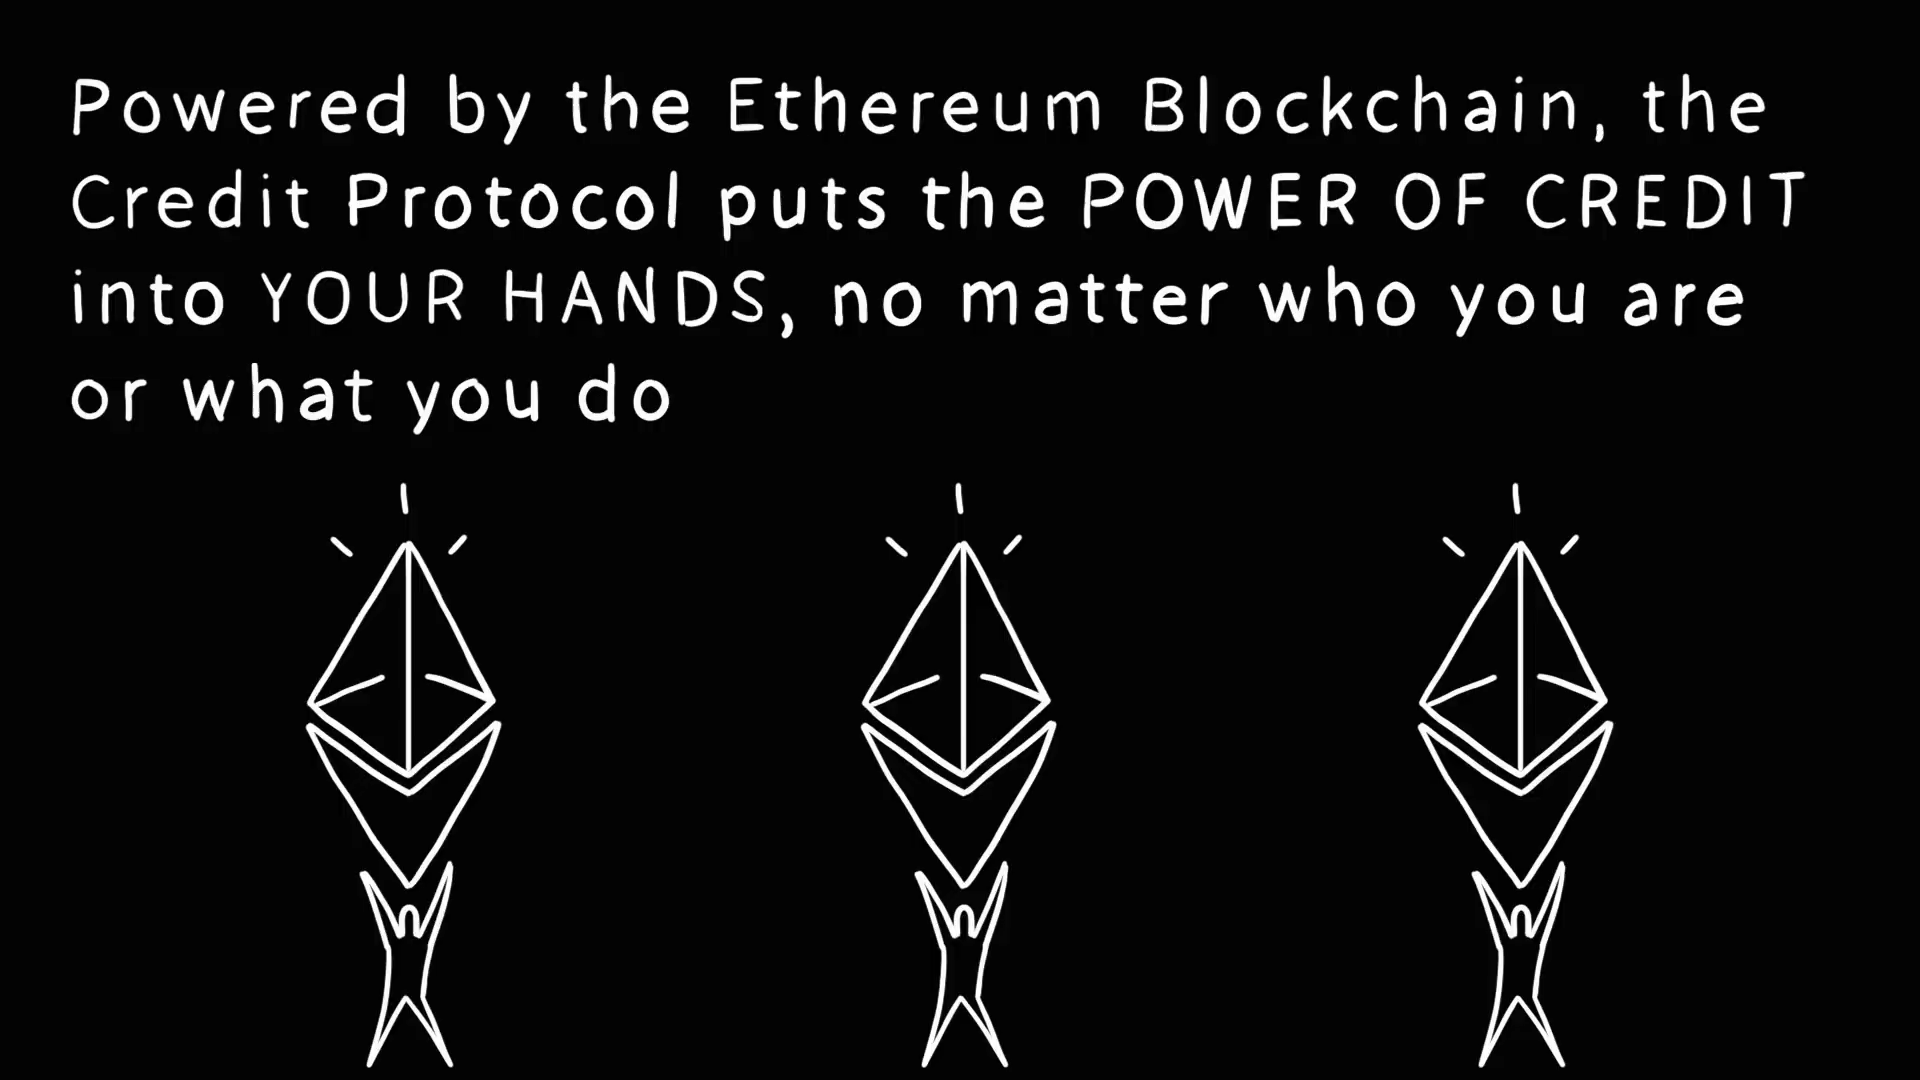 Powered by the Ethereum Blockchain, the
Credit Protocol puts the POWER OF CREDIT
into YOUR HANDS, no matter who you are
or what you do